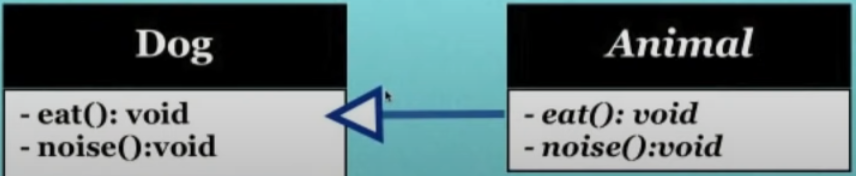 Dog
- eat(): void
- noise():void
Animal
- eat(): void
- noise():void